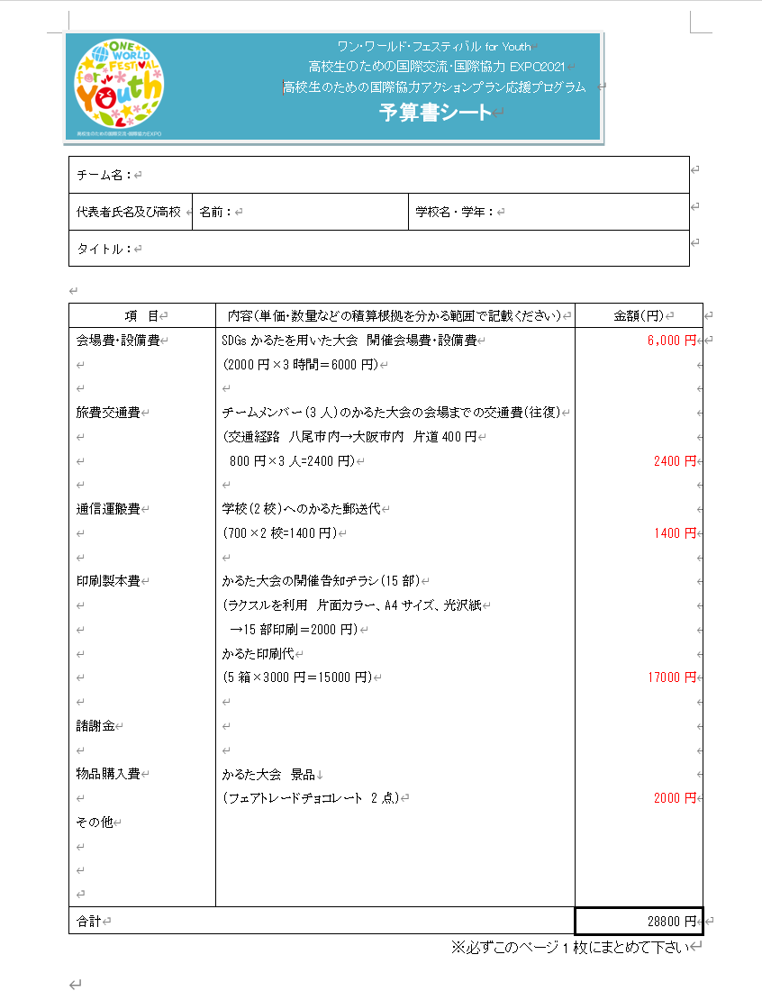 ONE WORLD FESTIVAL for Youth
高校生のための国際交流・国際協力EXPO
ワン・ワールド・フェスティバル for Youth
高校生のための国際交流・国際協力 EXPO2021
高校生のための国際協力アクションプラン応援プログラム
予算書シート
チーム名：
代表者氏名及び高校 名前： 学校名・学年：
タイトル：
項　目 内容(単価・数量などの積算根拠を分かる範囲で記載ください) 金額(円)
会場費・設備費 SDGs かるたを用いた大会　開催会場費・設備費 6,000 円
(2000 円×3 時間＝6000 円)
旅費交通費 チームメンバー(3 人)のかるた大会の会場までの交通費(往復)
(交通経路　八尾市内→大阪市内　片道 400 円
800 円×3 人=2400 円) 2400 円
通信運搬費 学校(2 校)へのかるた郵送代
(700×2 校=1400 円) 1400 円
印刷製本費 かるた大会の開催告知チラシ(15 部)
(ラクスルを利用　片面カラー、A4 サイズ、光沢紙
→15 部印刷＝2000 円)
かるた印刷代
(5 箱×3000 円＝15000 円) 17000 円
諸謝金
物品購入費 かるた大会　景品
(フェアトレードチョコレート　2 点) 2000 円
その他
合計 28800 円
※必ずこのページ 1 枚にまとめて下さい